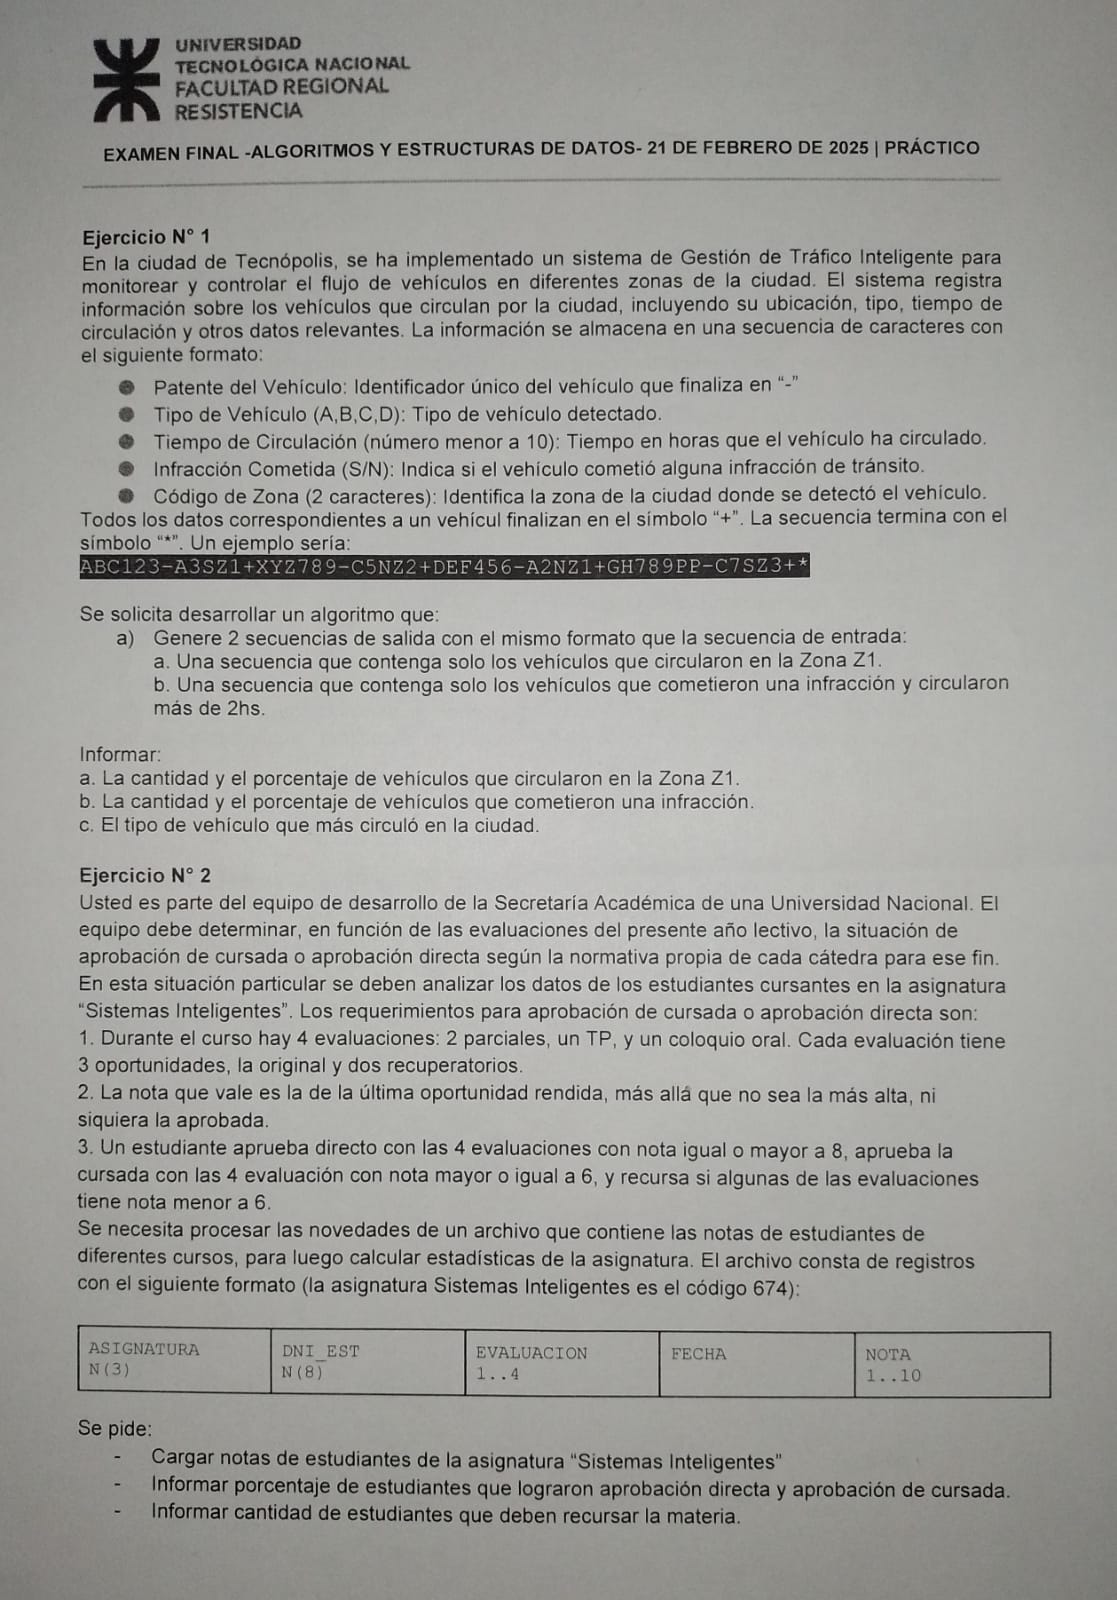 UNIVERSIDAD
TECNOLÓGICA NACIONAL
FACULTAD REGIONAL
RESISTENCIA
EXAMEN FINAL -ALGORITMOS Y ESTRUCTURAS DE DATOS- 21 DE FEBRERO DE 2025 | PRÁCTICO
Ejercicio N° 1
En la ciudad de Tecnópolis, se ha implementado un sistema de Gestión de Tráfico Inteligente para
monitorear y controlar el flujo de vehículos en diferentes zonas de la ciudad. El sistema registra
información sobre los vehículos que circulan por la ciudad, incluyendo su ubicación, tipo, tiempo de
circulación y otros datos relevantes. La información se almacena en una secuencia de caracteres con
el siguiente formato:
● Patente del Vehículo: Identificador único del vehículo que finaliza en “-”
● Tipo de Vehículo (A,B,C,D): Tipo de vehículo detectado.
● Tiempo de Circulación (número menor a 10): Tiempo en horas que el vehículo ha circulado.
● Infracción Cometida (S/N): Indica si el vehículo cometió alguna infracción de tránsito.
● Código de Zona (2 caracteres): Identifica la zona de la ciudad donde se detectó el vehículo.
Todos los datos correspondientes a un vehícul finalizan en el símbolo “+”. La secuencia termina con el
símbolo “*”. Un ejemplo sería:
ABC123-A3SZ1+XYZ789-C5NZ2+DEF456-A2NZ1+GH789PP-C7SZ3+*
Se solicita desarrollar un algoritmo que:
a) Genere 2 secuencias de salida con el mismo formato que la secuencia de entrada:
a. Una secuencia que contenga solo los vehículos que circularon en la Zona Z1.
b. Una secuencia que contenga solo los vehículos que cometieron una infracción y circularon
más de 2hs.
Informar:
a. La cantidad y el porcentaje de vehículos que circularon en la Zona Z1.
b. La cantidad y el porcentaje de vehículos que cometieron una infracción.
c. El tipo de vehículo que más circuló en la ciudad.
Ejercicio N° 2
Usted es parte del equipo de desarrollo de la Secretaría Académica de una Universidad Nacional. El
equipo debe determinar, en función de las evaluaciones del presente año lectivo, la situación de
aprobación de cursada o aprobación directa según la normativa propia de cada cátedra para ese fin.
En esta situación particular se deben analizar los datos de los estudiantes cursantes en la asignatura
“Sistemas Inteligentes”. Los requerimientos para aprobación de cursada o aprobación directa son:
1. Durante el curso hay 4 evaluaciones: 2 parciales, un TP, y un coloquio oral. Cada evaluación tiene
3 oportunidades, la original y dos recuperatorios.
2. La nota que vale es la de la última oportunidad rendida, más allá que no sea la más alta, ni
siquiera la aprobada.
3. Un estudiante aprueba directo con las 4 evaluaciones con nota igual o mayor a 8, aprueba la
cursada con las 4 evaluación con nota mayor o igual a 6, y recursa si algunas de las evaluaciones
tiene nota menor a 6.
Se necesita procesar las novedades de un archivo que contiene las notas de estudiantes de
diferentes cursos, para luego calcular estadísticas de la asignatura. El archivo consta de registros
con el siguiente formato (la asignatura Sistemas Inteligentes es el código 674):
ASIGNATURA DNI_EST EVALUACION FECHA NOTA
N(3) N(8) 1..4 1..10
Se pide:
- Cargar notas de estudiantes de la asignatura “Sistemas Inteligentes”
- Informar porcentaje de estudiantes que lograron aprobación directa y aprobación de cursada.
- Informar cantidad de estudiantes que deben recursar la materia.